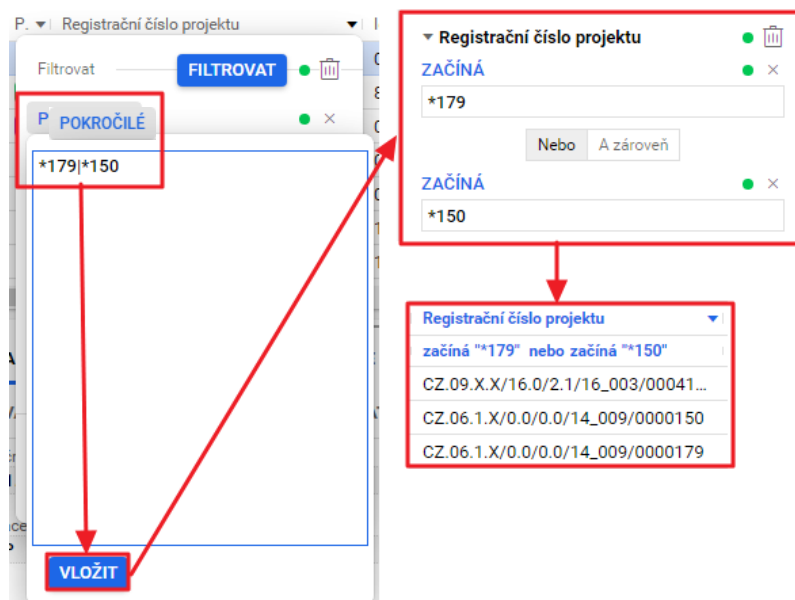 P.
Registrační číslo projektu
Filtrovat
FILTROVAT
P
POKROČILÉ
*179|*150
VLOŽIT
Registrační číslo projektu
ZAČÍNÁ
*179
Nebo
A zároveň
ZAČÍNÁ
*150
Registrační číslo projektu
začíná "*179" nebo začíná "*150"
CZ.09.X.X/16.0/2.1/16_003/00041...
CZ.06.1.X/0.0/0.0/14_009/0000150
CZ.06.1.X/0.0/0.0/14_009/0000179